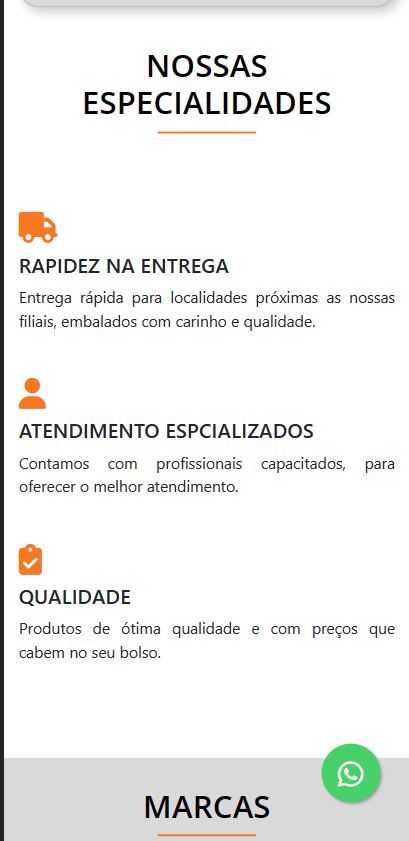 NOSSAS
ESPECIALIDADES
RAPIDEZ NA ENTREGA
Entrega rápida para localidades próximas as nossas
filiais, embalados com carinho e qualidade.
ATENDIMENTO ESPCIALIZADOS
Contamos com profissionais capacitados, para
oferecer o melhor atendimento.
QUALIDADE
Produtos de ótima qualidade e com preços que
cabem no seu bolso.
MARCAS